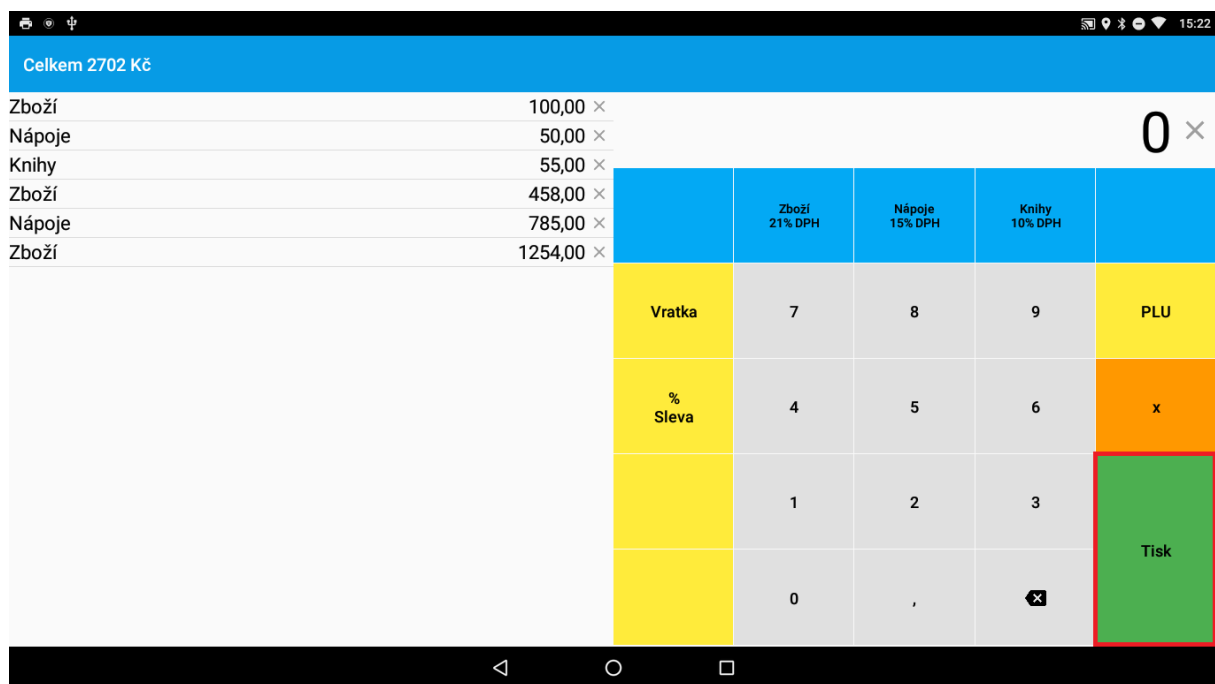 15:22
Celkem 2702 Kč
Zboží 100,00 ×
Nápoje 50,00 ×
Knihy 55,00 ×
Zboží 458,00 ×
Nápoje 785,00 ×
Zboží 1254,00 ×
0 ×
Zboží
21% DPH
Nápoje
15% DPH
Knihy
10% DPH
Vratka
7
8
9
PLU
%
Sleva
4
5
6
x
1
2
3
Tisk
0
,